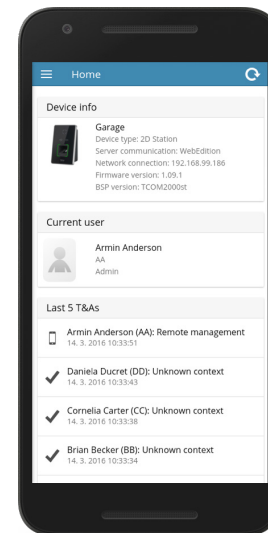 Home
Device info
Garage
Device type: 2D Station
Server communication: WebEdition
Network connection: 192.168.99.186
Firmware version: 1.09.1
BSP version: TCOM2000st
Current user
Armin Anderson
AA
Admin
Last 5 T&As
Armin Anderson (AA): Remote management
14. 3. 2016 10:33:51
Daniela Ducret (DD): Unknown context
14. 3. 2016 10:33:43
Cornelia Carter (CC): Unknown context
14. 3. 2016 10:33:38
Brian Becker (BB): Unknown context
14. 3. 2016 10:33:34